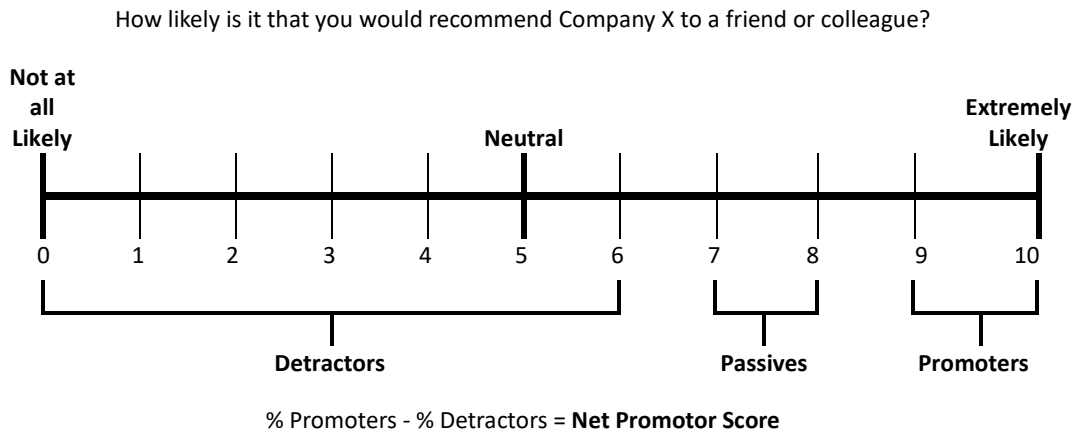 How likely is it that you would recommend Company X to a friend or colleague?
Not at
all
Likely
Neutral
Extremely
Likely
0 1 2 3 4 5 6 7 8 9 10
Detractors Passives Promoters
% Promoters - % Detractors = Net Promotor Score